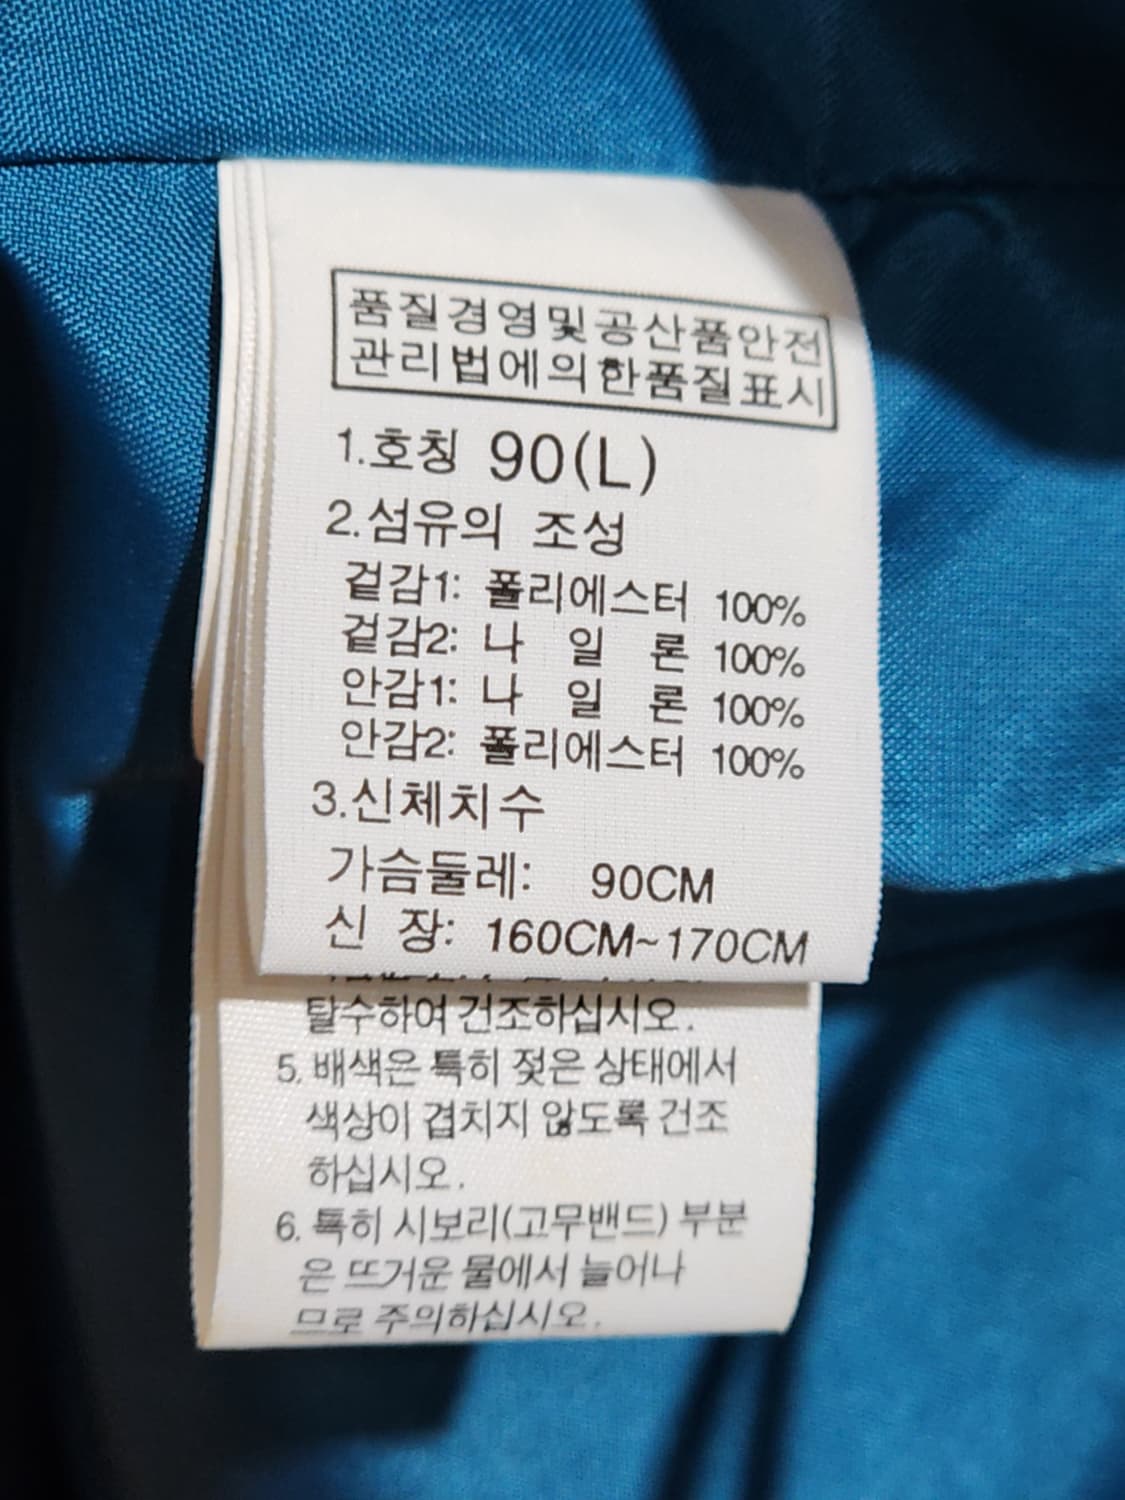 품질경영및공산품안전
관리법에의한품질표시
1.호칭 90(L)
2.섬유의 조성
겉감1: 폴리에스터 100%
겉감2: 나 일 론 100%
안감1: 나 일 론 100%
안감2: 폴리에스터 100%
3.신체치수
가슴둘레: 90CM
신 장: 160CM~170CM
탈수하여 건조하십시오.
5. 배색은 특히 젖은 상태에서
색상이 겹치지 않도록 건조
하십시오.
6. 특히 시보리(고무밴드) 부분
은 뜨거운 물에서 늘어나
므로 주의하십시오.